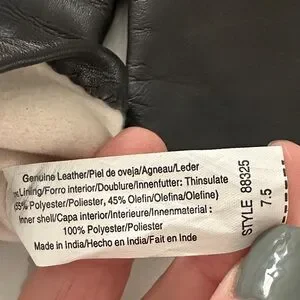 Genuine Leather/Piel de oveja/Agneau/Leder
Lining/Forro interior/Doublure/Innenfutter: Thinsulate
(55% Polyester/Poliester, 45% Olefin/Olefina/Olefine)
Inner shell/Capa interior/Interieure/Innenmaterial:
100% Polyester/Poliester
Made in India/Hecho en India/Fait en Inde
STYLE 88325
7.5